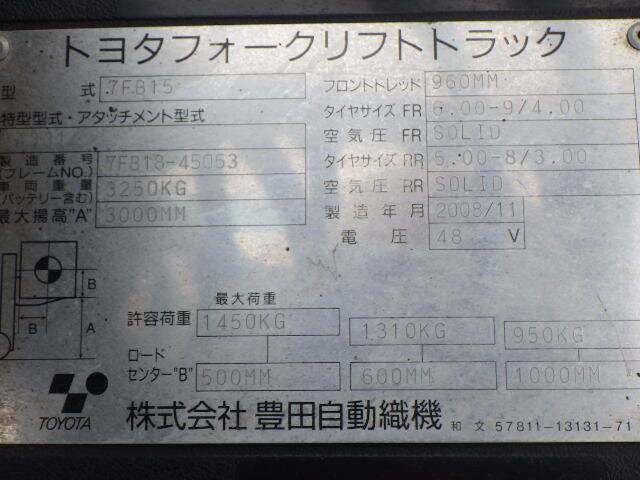 トヨタフォークリフトトラック
型 式 7FB15
特型型式・アタッチメント型式
製造番号 (フレームNO.) 7FB18-45053
車両重量 (バッテリー含む) 3250KG
最大揚高"A" 3000MM
フロントトレッド 960MM
タイヤサイズ FR 6.00-9/4.00
空気圧 FR SOLID
タイヤサイズ RR 5.00-8/3.00
空気圧 RR SOLID
製造年月 2008/11
電圧 48 V
B
B
A
最大荷重
許容荷重 1450KG 1310KG 950KG
ロード
センター"B" 500MM 600MM 1000MM
TOYOTA
株式会社 豊田自動織機 和文 57811-13131-71